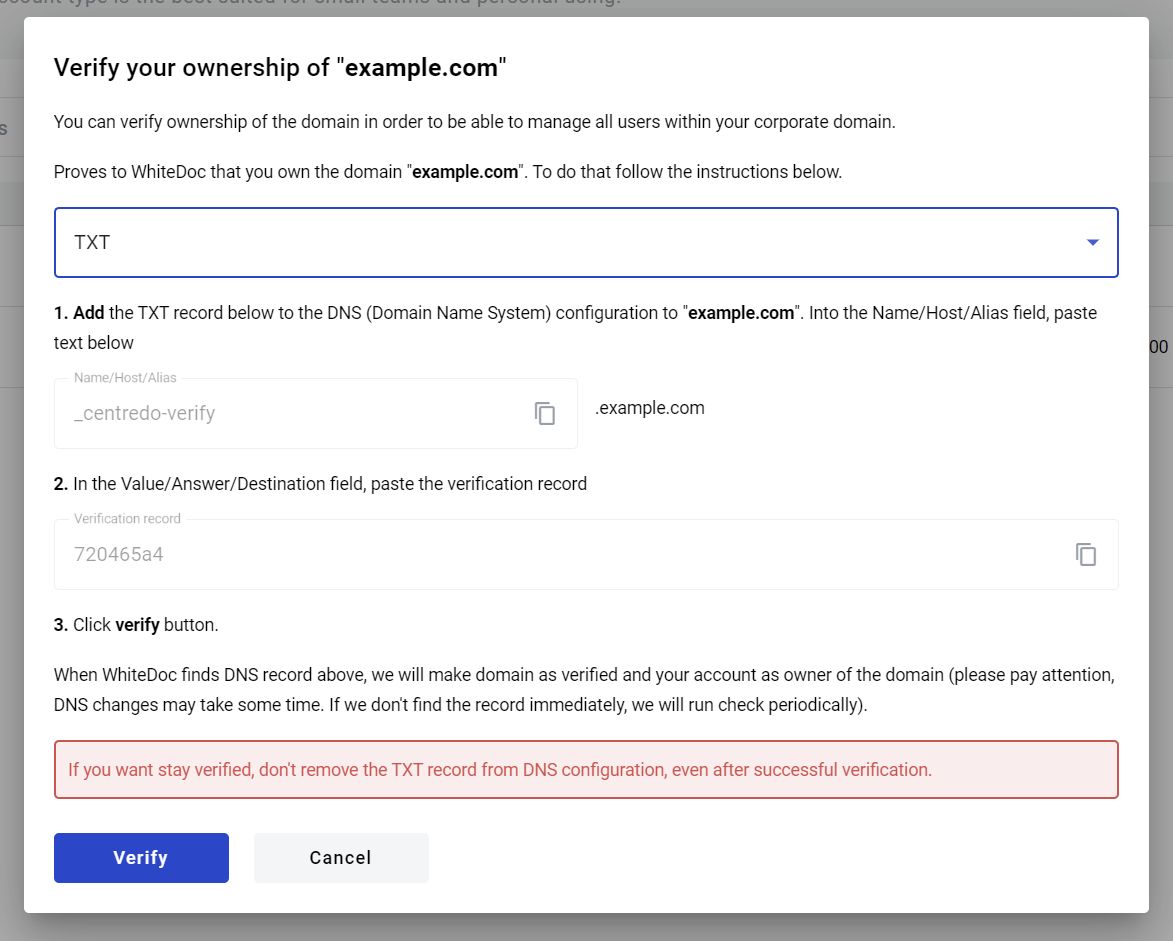 account type is the best suited for small teams and personal using.
Verify your ownership of "example.com"
You can verify ownership of the domain in order to be able to manage all users within your corporate domain.
Proves to WhiteDoc that you own the domain "example.com". To do that follow the instructions below.
TXT
1. Add the TXT record below to the DNS (Domain Name System) configuration to "example.com". Into the Name/Host/Alias field, paste
text below
Name/Host/Alias
_centredo-verify
.example.com
2. In the Value/Answer/Destination field, paste the verification record
Verification record
720465a4
3. Click verify button.
When WhiteDoc finds DNS record above, we will make domain as verified and your account as owner of the domain (please pay attention,
DNS changes may take some time. If we don't find the record immediately, we will run check periodically).
If you want stay verified, don't remove the TXT record from DNS configuration, even after successful verification.
Verify
Cancel
s
00